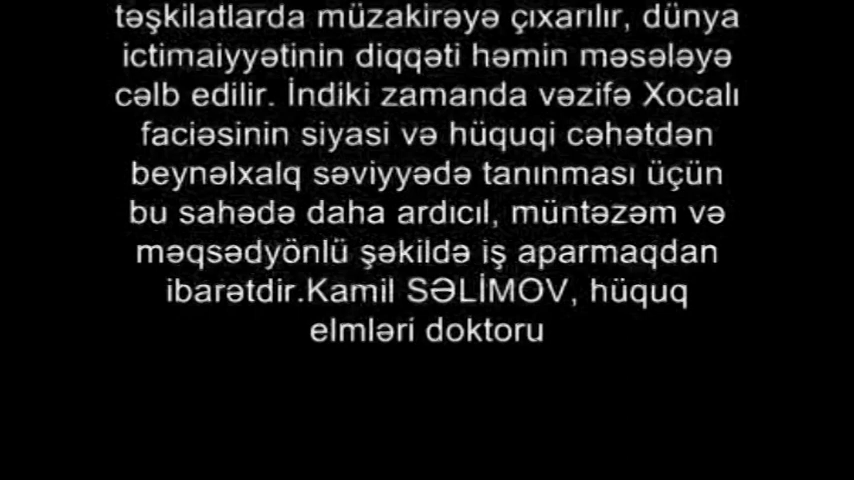 təşkilatlarda müzakirəyə çıxarılır, dünya
ictimaiyyətinin diqqəti həmin məsələyə
cəlb edilir. İndiki zamanda vəzifə Xocalı
faciəsinin siyasi və hüquqi cəhətdən
beynəlxalq səviyyədə tanınması üçün
bu sahədə daha ardıcıl, müntəzəm və
məqsədyönlü şəkildə iş aparmaqdan
ibarətdir.Kamil SƏLİMOV, hüquq
elmləri doktoru